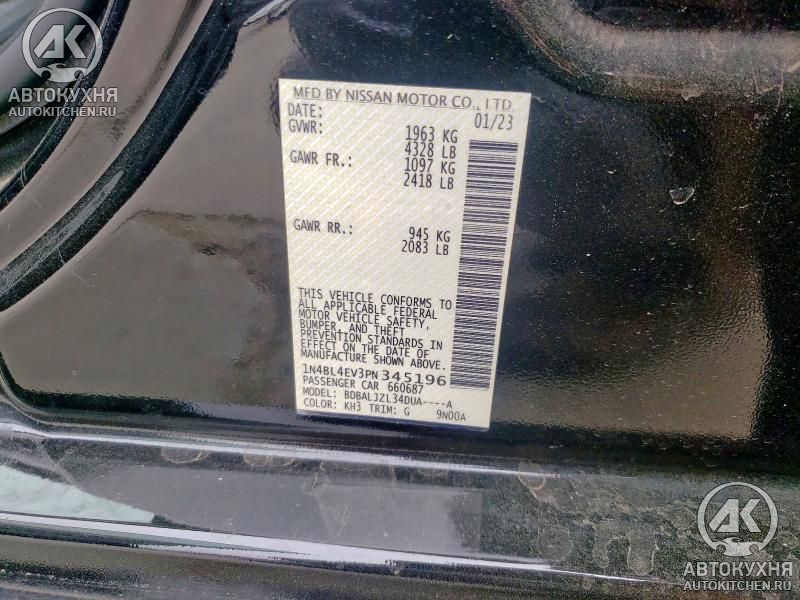 АК
АВТОКУХНЯ
AUTOKITCHEN.RU
MFD BY NISSAN MOTOR CO., LTD.
DATE: 01/23
GVWR: 1963 KG
4328 LB
GAWR FR.: 1097 KG
2418 LB
GAWR RR.: 945 KG
2083 LB
THIS VEHICLE CONFORMS TO
ALL APPLICABLE FEDERAL
MOTOR VEHICLE SAFETY,
BUMPER, AND THEFT
PREVENTION STANDARDS IN
EFFECT ON THE DATE OF
MANUFACTURE SHOWN ABOVE.
1N4BL4EV3PN345196
PASSENGER CAR 660687
MODEL: BDBALJZL34DUA----A
COLOR: KH3 TRIM: G 9N00A
АК
АВТОКУХНЯ
AUTOKITCHEN.RU